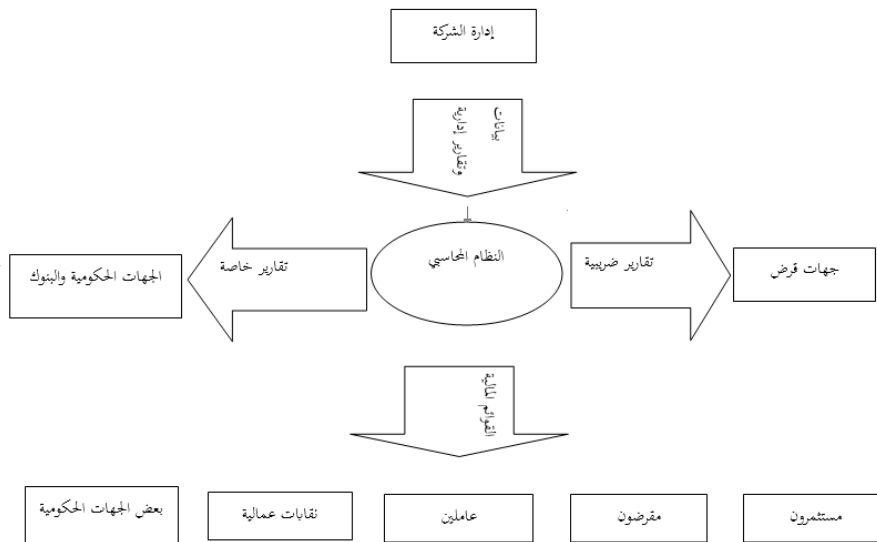 إدارة الشركة
بيانات
وتقارير إدارية
النظام المحاسبي
تقارير ضريبية
جهات قرض
تقارير خاصة
الجهات الحكومية والبنوك
القوائم المالية
مستثمرون
مقرضون
عاملين
نقابات عمالية
بعض الجهات الحكومية